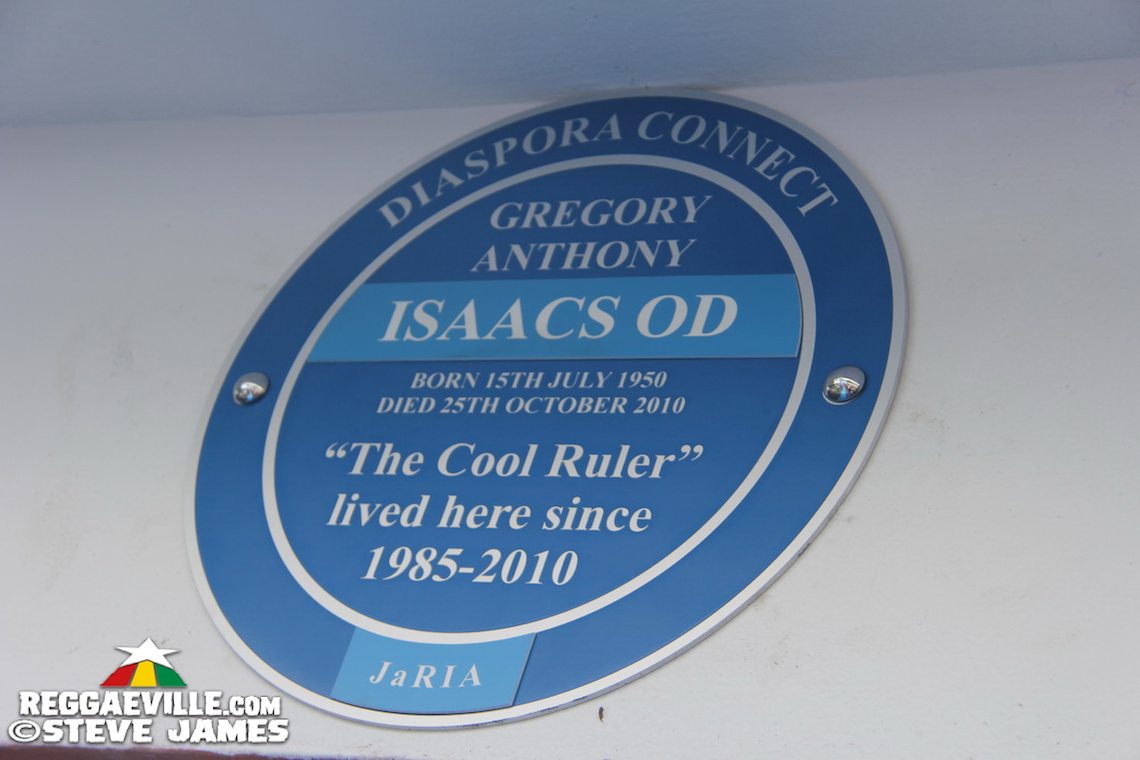 DIASPORA CONNECT
GREGORY
ANTHONY
ISAACS OD
BORN 15TH JULY 1950
DIED 25TH OCTOBER 2010
“The Cool Ruler”
lived here since
1985-2010
JaRIA
REGGAEVILLE.COM
©STEVE JAMES